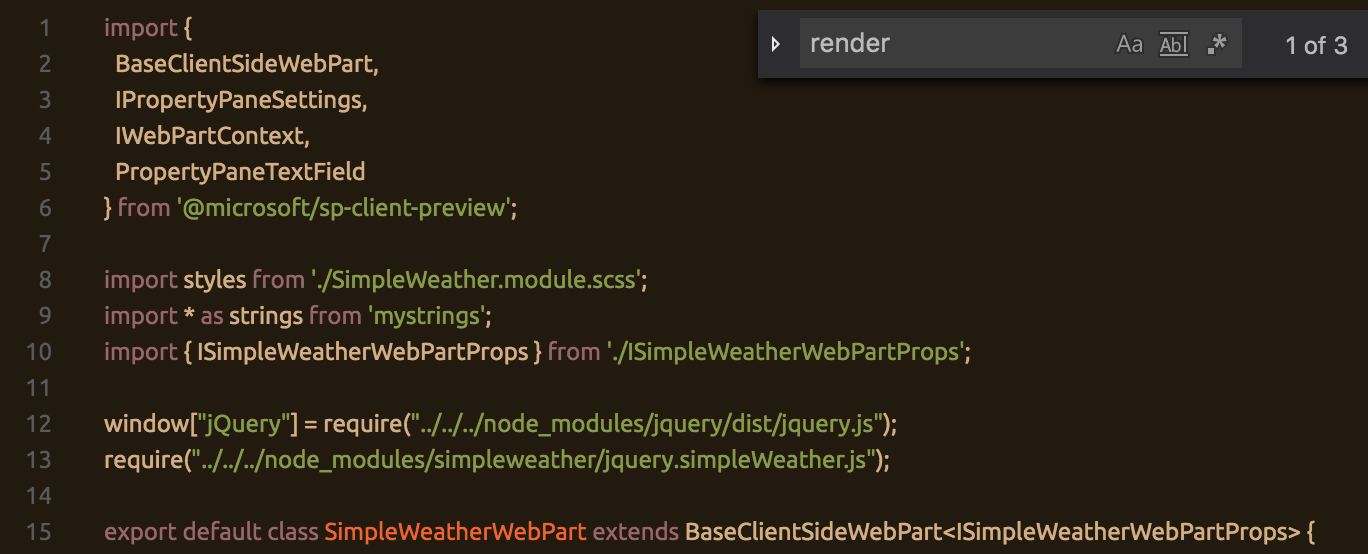 render Aa Abl .* 1 of 3
1 import {
2 BaseClientSideWebPart,
3 IPropertyPaneSettings,
4 IWebPartContext,
5 PropertyPaneTextField
6 } from '@microsoft/sp-client-preview';
7
8 import styles from './SimpleWeather.module.scss';
9 import * as strings from 'mystrings';
10 import { ISimpleWeatherWebPartProps } from './ISimpleWeatherWebPartProps';
11
12 window["jQuery"] = require("../../../node_modules/jquery/dist/jquery.js");
13 require("../../../node_modules/simpleweather/jquery.simpleWeather.js");
14
15 export default class SimpleWeatherWebPart extends BaseClientSideWebPart<ISimpleWeatherWebPartProps> {